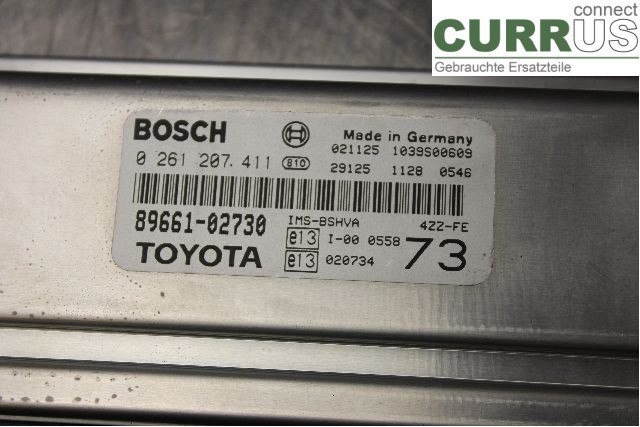 connect
CURRUS
Gebrauchte Ersatzteile
BOSCH
Made in Germany
0 261 207.411 810
021125 1039S00609
29125 1128 0546
89661-02730
IMS-BSHVA 4ZZ-FE
TOYOTA
e13 I-00 0558
e13 020734
73